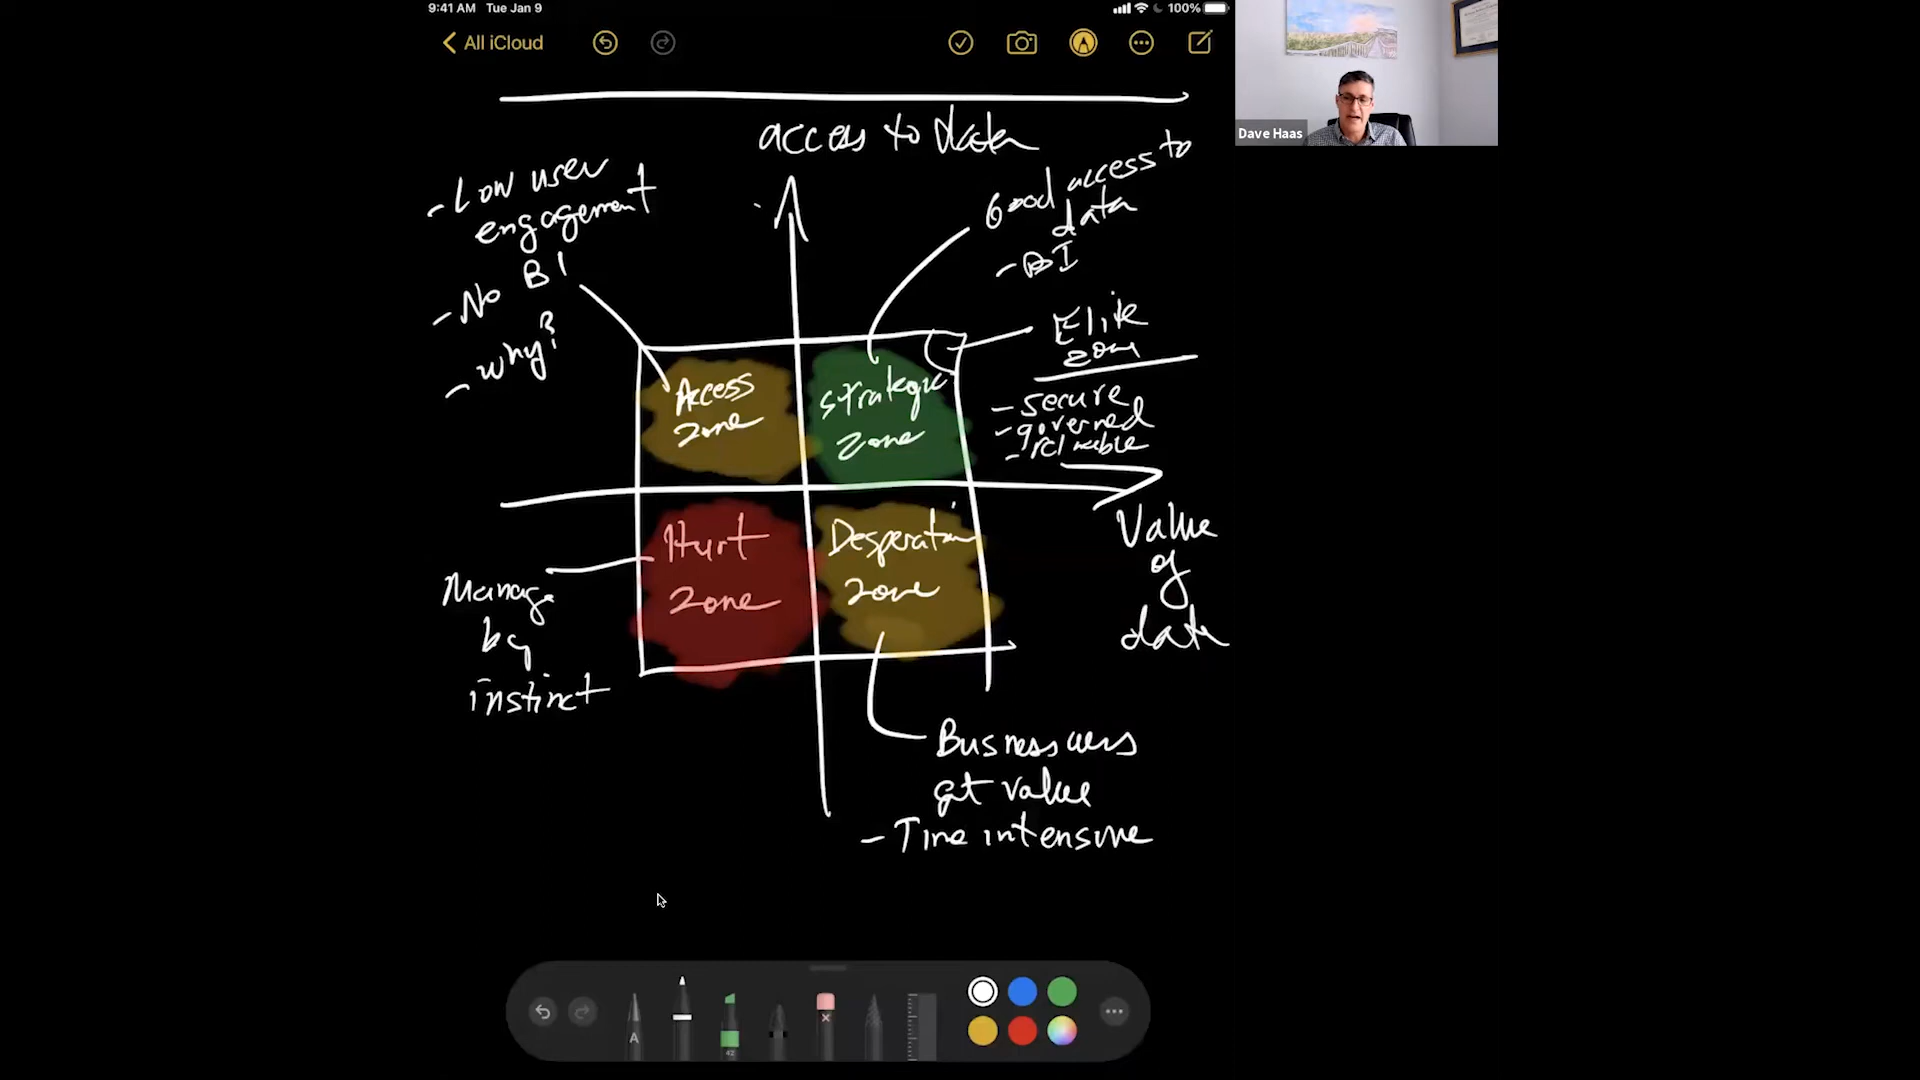 9:41 AM Tue Jan 9
100%
All iCloud
Dave Haas
access to data
- Low user
engagement
- No BI
- why?
Good access to
data
- BI
Elite
zone
- secure
- governed
- reliable
Access
Zone
Strategic
Zone
Hurt
Zone
Desperation
Zone
Value
of
data
Manage
by
instinct
Business users
get value
- Time intensive
A
42